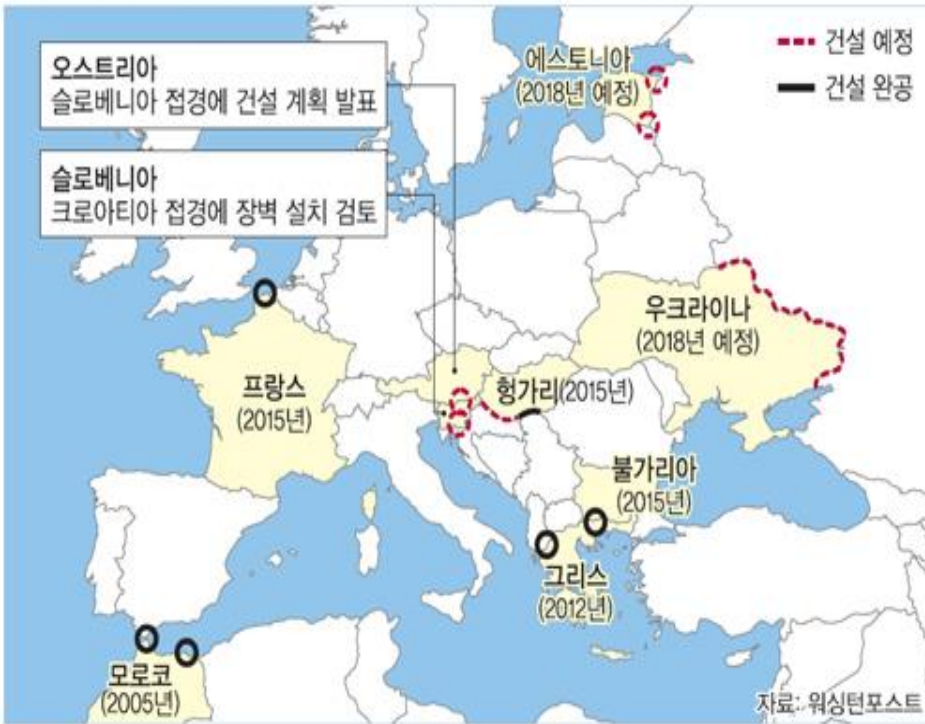 오스트리아
슬로베니아 접경에 건설 계획 발표
슬로베니아
크로아티아 접경에 장벽 설치 검토
에스토니아
(2018년 예정)
건설 예정
건설 완공
우크라이나
(2018년 예정)
프랑스
(2015년)
헝가리(2015년)
불가리아
(2015년)
그리스
(2012년)
모로코
(2005년)
자료: 워싱턴포스트